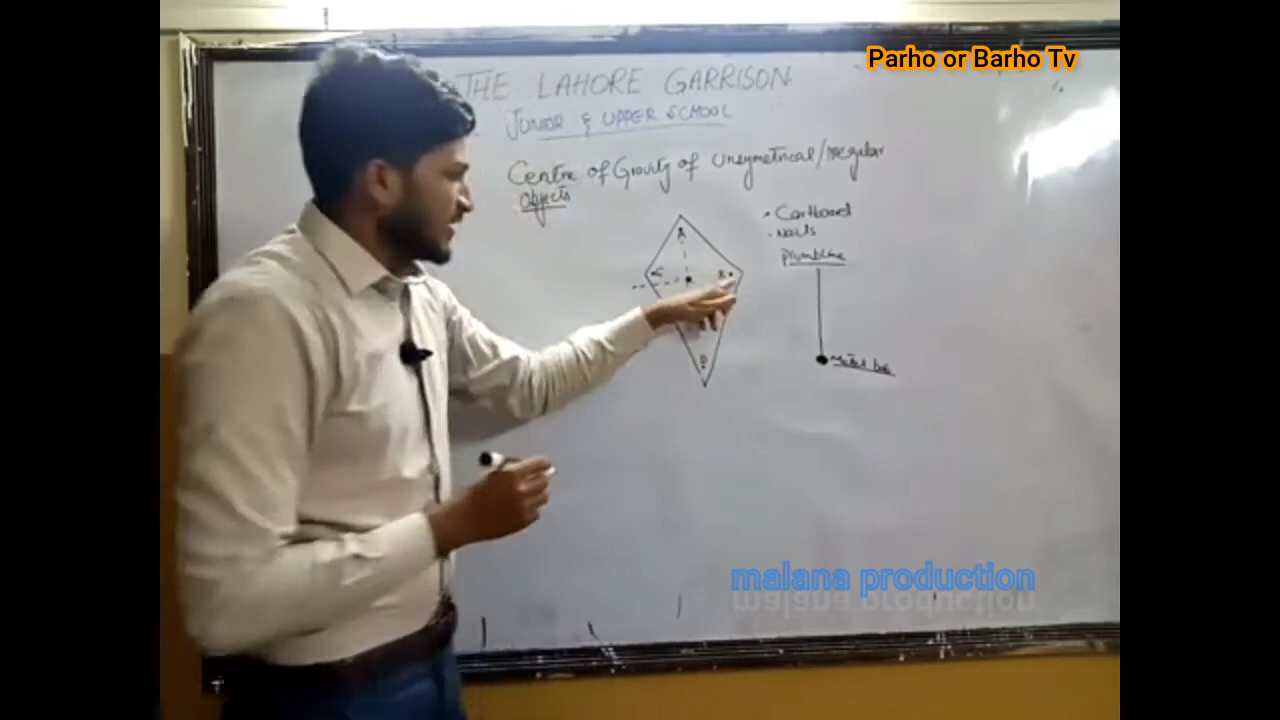 Parho or Barho Tv
THE LAHORE GARRISON
JUNIOR & UPPER SCHOOL
Centre of Gravity of Unsymetrical/irregular
objects
• Cartboard
- Nails
Plumbline
A
C
B
D
Metal bob
malana production